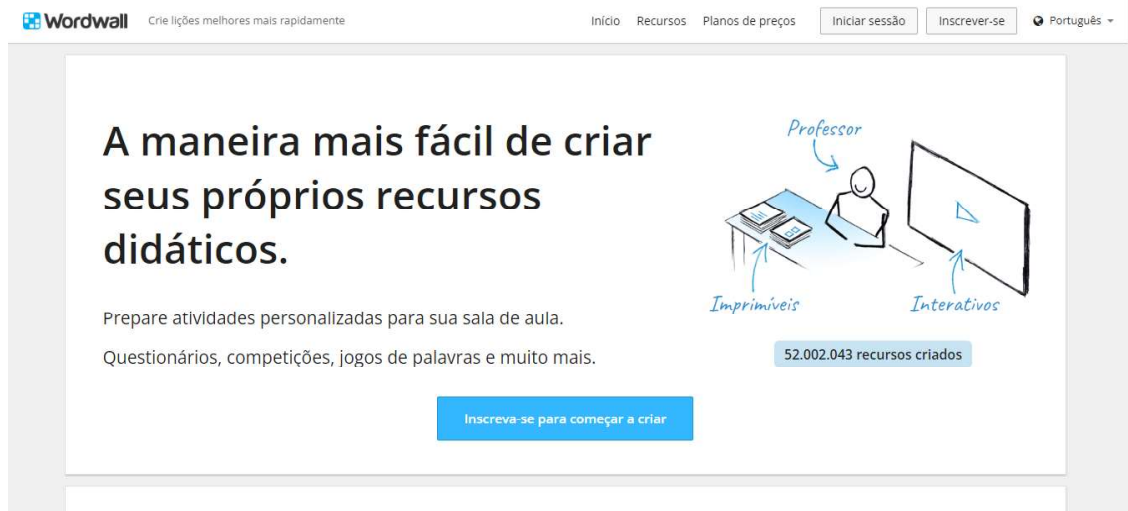 Wordwall Crie lições melhores mais rapidamente Início Recursos Planos de preços Iniciar sessão Inscrever-se Português
A maneira mais fácil de criar
seus próprios recursos
didáticos.
Prepare atividades personalizadas para sua sala de aula.
Questionários, competições, jogos de palavras e muito mais.
Professor
Imprimíveis
Interativos
52.002.043 recursos criados
Inscreva-se para começar a criar